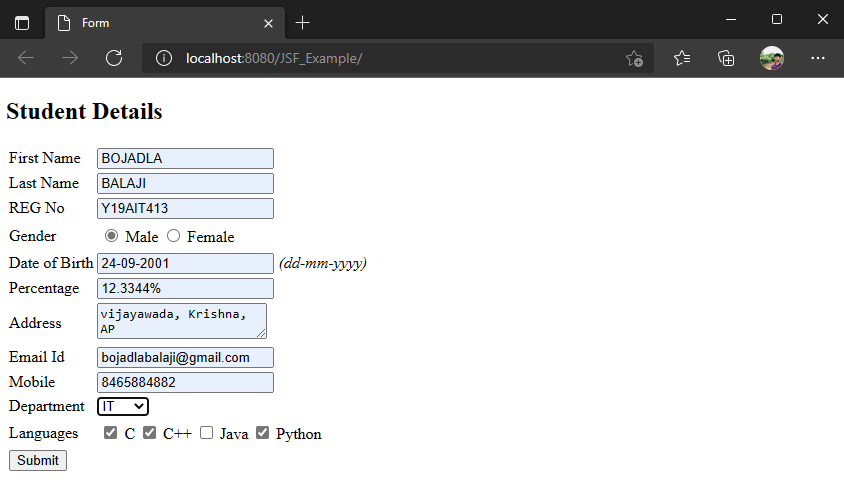 Form
localhost:8080/JSF_Example/
Student Details
First Name BOJADLA
Last Name BALAJI
REG No Y19AIT413
Gender Male Female
Date of Birth 24-09-2001 (dd-mm-yyyy)
Percentage 12.3344%
Address vijayawada, Krishna,
AP
Email Id bojadlabalaji@gmail.com
Mobile 8465884882
Department IT
Languages C C++ Java Python
Submit